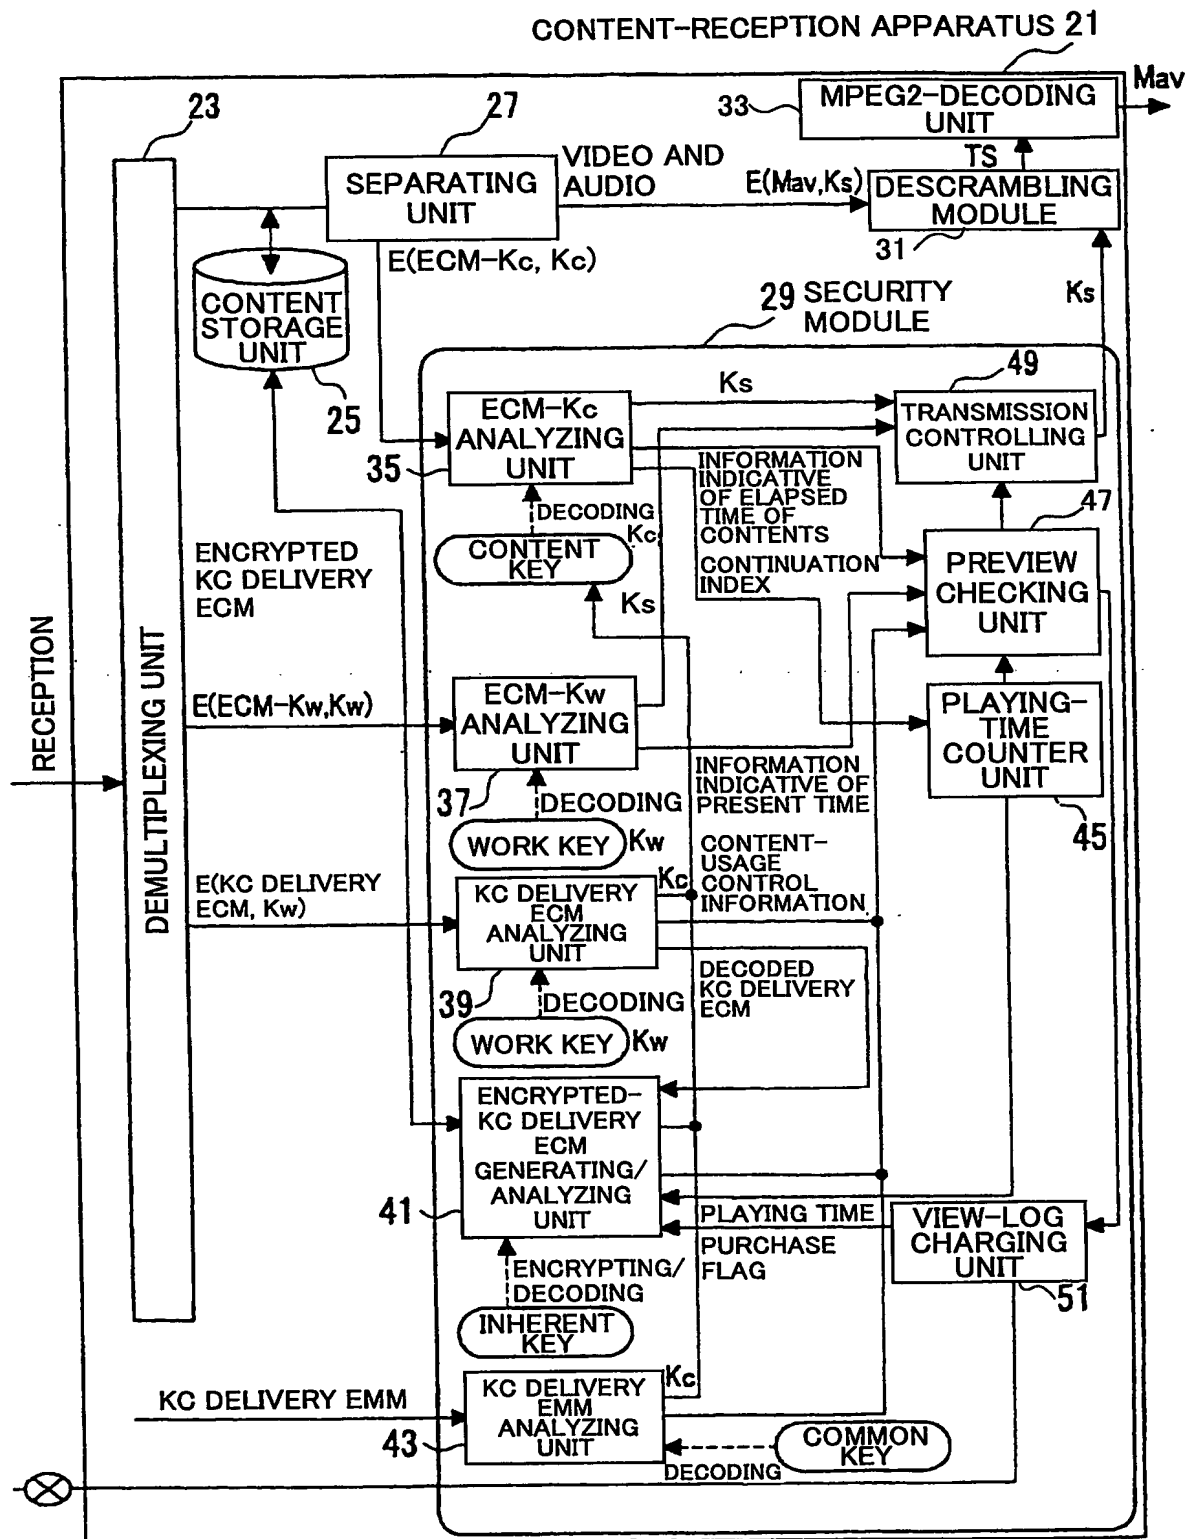 CONTENT-RECEPTION APPARATUS 21
Mav
33
MPEG2-DECODING
UNIT
TS
23
27
SEPARATING
UNIT
VIDEO AND
AUDIO
E(Mav,Ks)
DESCRAMBLING
MODULE
31
E(ECM-Kc, Kc)
Ks
CONTENT
STORAGE
UNIT
25
29 SECURITY
MODULE
ECM-Kc
ANALYZING
UNIT
35
Ks
49
TRANSMISSION
CONTROLLING
UNIT
INFORMATION
INDICATIVE
OF ELAPSED
TIME OF
CONTENTS
DECODING
Kc
CONTENT
KEY
CONTINUATION
INDEX
47
PREVIEW
CHECKING
UNIT
ENCRYPTED
KC DELIVERY
ECM
Ks
RECEPTION
DEMULTIPLEXING UNIT
E(ECM-Kw,Kw)
ECM-Kw
ANALYZING
UNIT
37
PLAYING-
TIME
COUNTER
UNIT
45
INFORMATION
INDICATIVE OF
PRESENT TIME
DECODING
WORK KEY
Kw
CONTENT-
USAGE
CONTROL
INFORMATION
E(KC DELIVERY
ECM, Kw)
KC DELIVERY
ECM
ANALYZING
UNIT
Kc
39
DECODED
KC DELIVERY
ECM
DECODING
WORK KEY
Kw
ENCRYPTED-
KC DELIVERY
ECM
GENERATING/
ANALYZING
UNIT
41
PLAYING TIME
PURCHASE
FLAG
VIEW-LOG
CHARGING
UNIT
51
ENCRYPTING/
DECODING
INHERENT
KEY
KC DELIVERY EMM
KC DELIVERY
EMM
ANALYZING
UNIT
43
Kc
COMMON
KEY
DECODING